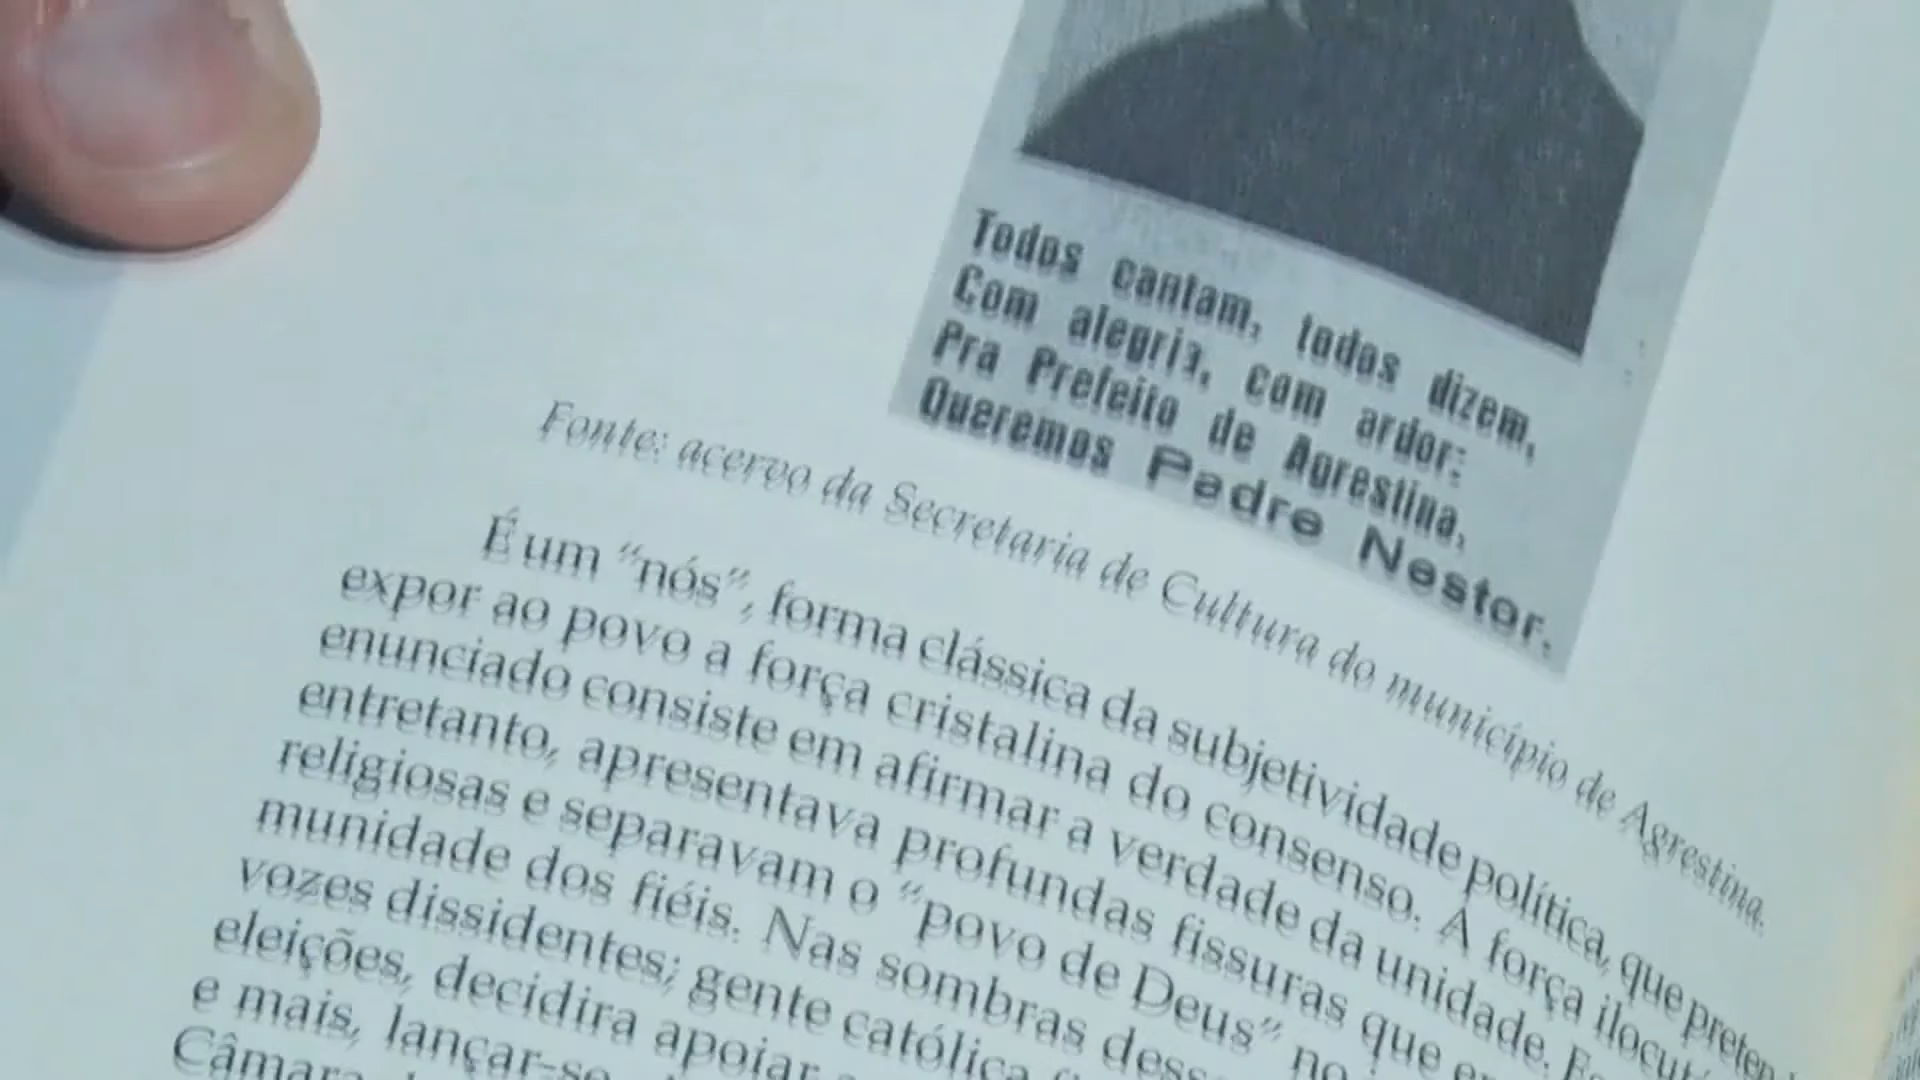 Todos cantam, todos dizem,
Com alegria, com ardor:
Pra Prefeito de Agrestina,
Queremos Padre Nestor.
Fonte: acervo da Secretaria de Cultura do município de Agrestina.
É um “nós”, forma clássica da subjetividade política, que
expor ao povo a força cristalina do consenso. A força
enunciado consiste em afirmar a verdade da unidade.
entretanto, apresentava profundas fissuras que
religiosas e separavam o “povo de Deus”
munidade dos fiéis. Nas sombras
vozes dissidentes; gente católica
eleições, decidira apoiar
e mais, lançar-se
Câmara